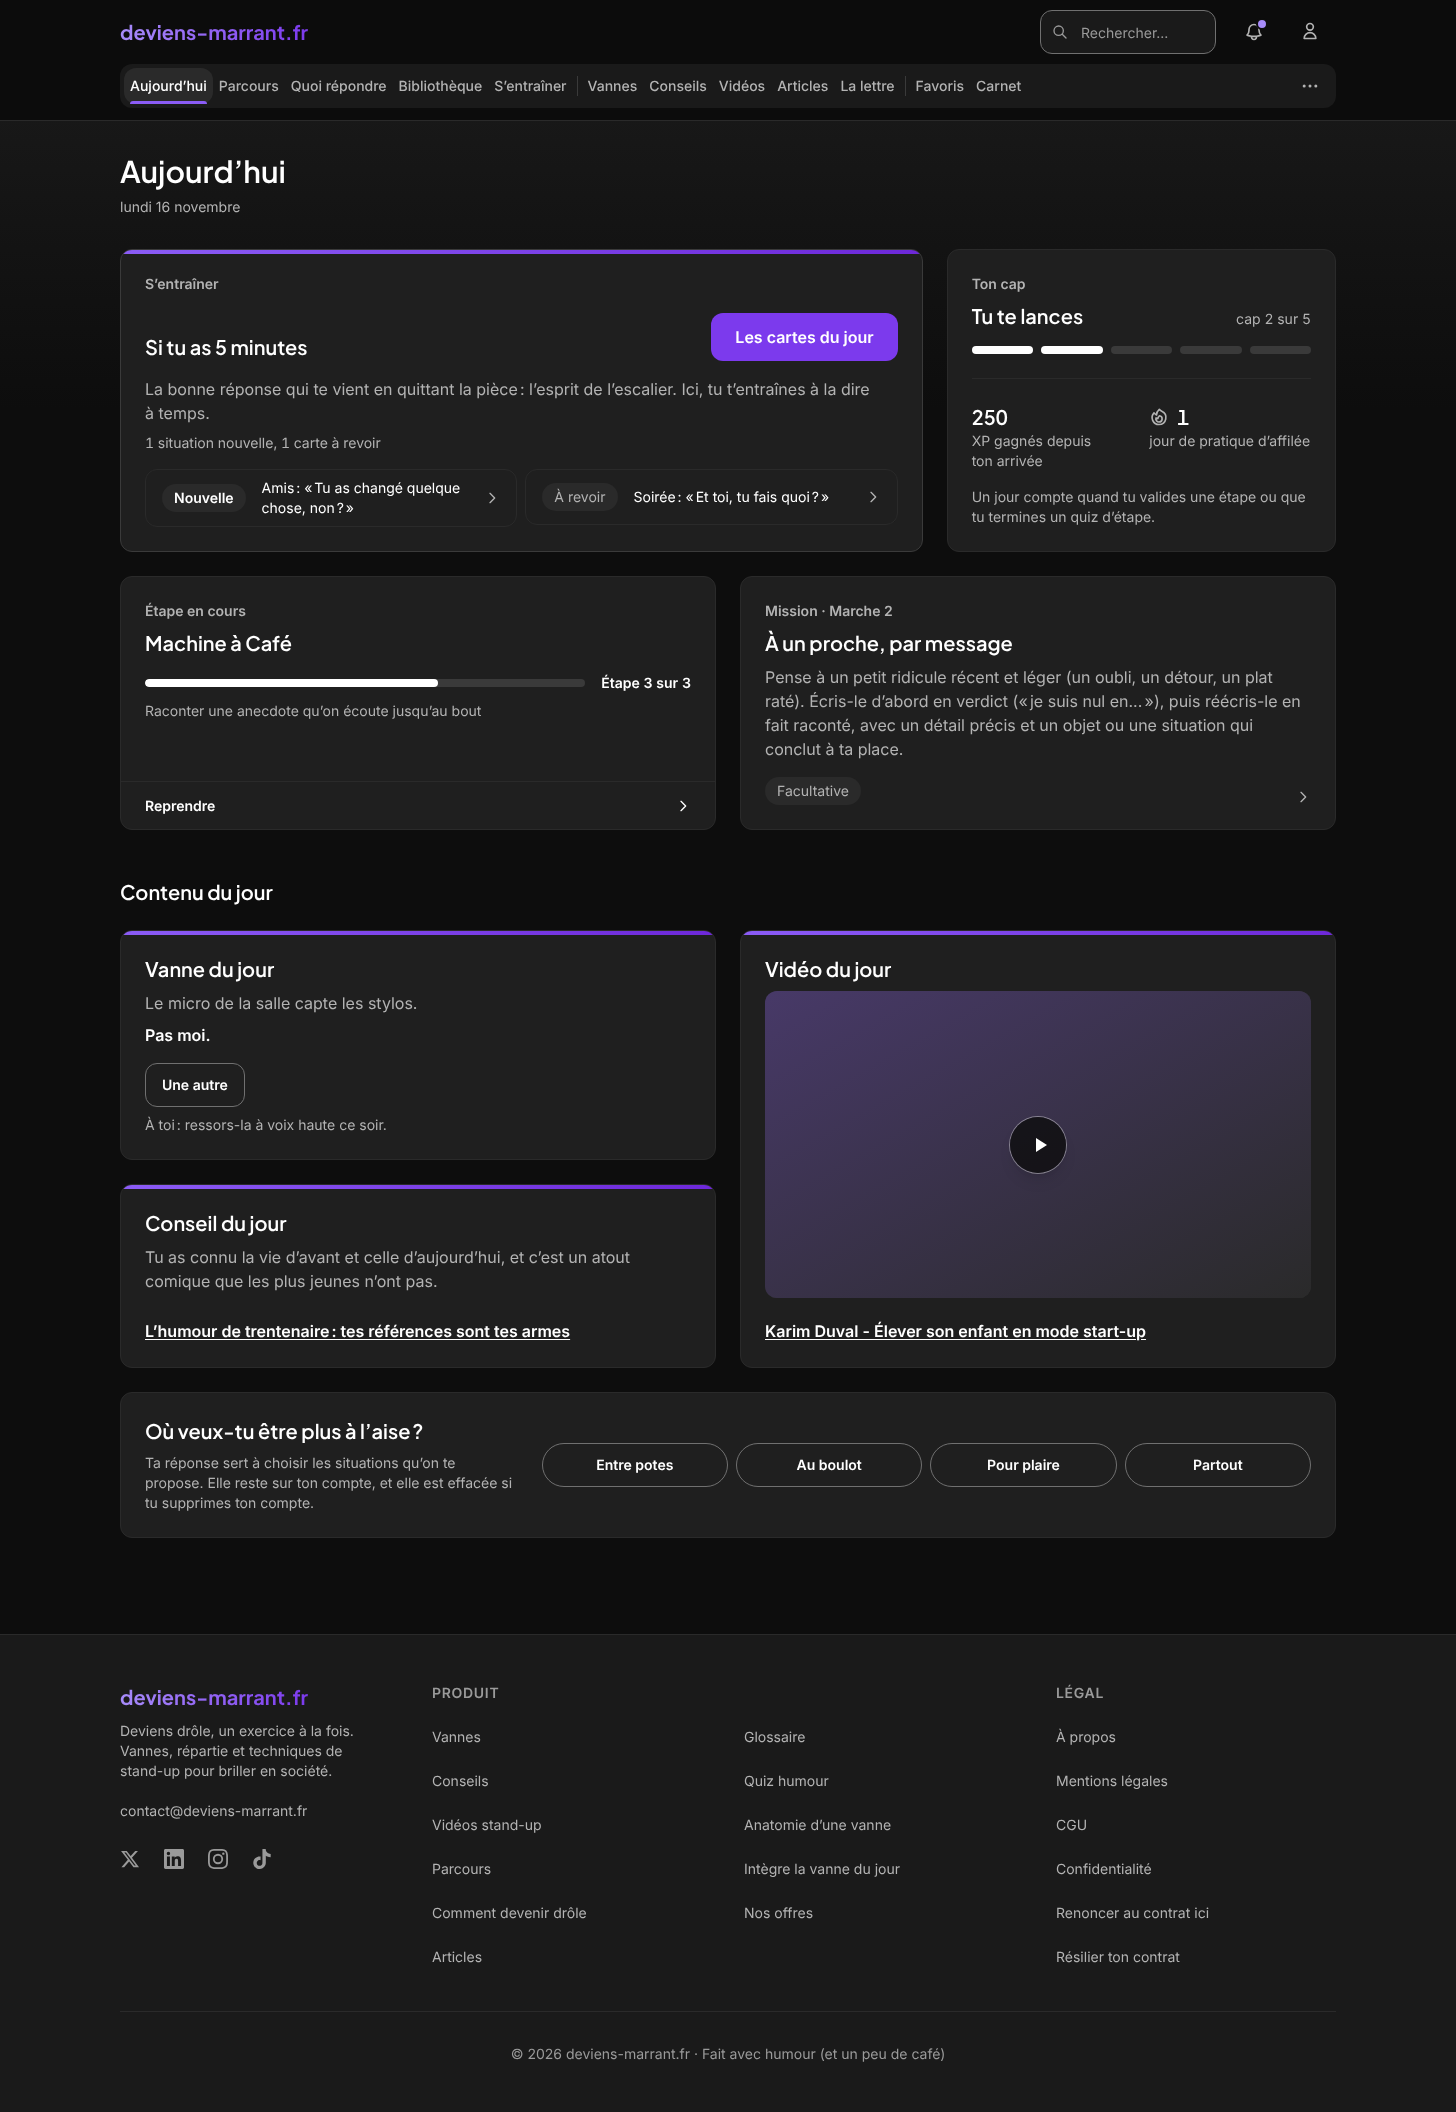 deviens-marrant.fr
Rechercher...
Aujourd’hui Parcours Quoi répondre Bibliothèque S’entraîner Vannes Conseils Vidéos Articles La lettre Favoris Carnet
Aujourd’hui
lundi 16 novembre
S’entraîner
Si tu as 5 minutes
Les cartes du jour
La bonne réponse qui te vient en quittant la pièce : l’esprit de l’escalier. Ici, tu t’entraînes à la dire
à temps.
1 situation nouvelle, 1 carte à revoir
Nouvelle
Amis : « Tu as changé quelque
chose, non ? »
À revoir
Soirée : « Et toi, tu fais quoi ? »
Ton cap
Tu te lances
cap 2 sur 5
250
XP gagnés depuis
ton arrivée
1
jour de pratique d’affilée
Un jour compte quand tu valides une étape ou que
tu termines un quiz d’étape.
Étape en cours
Machine à Café
Étape 3 sur 3
Raconter une anecdote qu’on écoute jusqu’au bout
Reprendre
Mission · Marche 2
À un proche, par message
Pense à un petit ridicule récent et léger (un oubli, un détour, un plat
raté). Écris-le d’abord en verdict (« je suis nul en... »), puis réécris-le en
fait raconté, avec un détail précis et un objet ou une situation qui
conclut à ta place.
Facultative
Contenu du jour
Vanne du jour
Le micro de la salle capte les stylos.
Pas moi.
Une autre
À toi : ressors-la à voix haute ce soir.
Conseil du jour
Tu as connu la vie d’avant et celle d’aujourd’hui, et c’est un atout
comique que les plus jeunes n’ont pas.
L’humour de trentenaire : tes références sont tes armes
Vidéo du jour
Karim Duval - Élever son enfant en mode start-up
Où veux-tu être plus à l’aise ?
Ta réponse sert à choisir les situations qu’on te
propose. Elle reste sur ton compte, et elle est effacée si
tu supprimes ton compte.
Entre potes
Au boulot
Pour plaire
Partout
deviens-marrant.fr
Deviens drôle, un exercice à la fois.
Vannes, répartie et techniques de
stand-up pour briller en société.
contact@deviens-marrant.fr
PRODUIT
Vannes
Conseils
Vidéos stand-up
Parcours
Comment devenir drôle
Articles
Glossaire
Quiz humour
Anatomie d’une vanne
Intègre la vanne du jour
Nos offres
LÉGAL
À propos
Mentions légales
CGU
Confidentialité
Renoncer au contrat ici
Résilier ton contrat
© 2026 deviens-marrant.fr · Fait avec humour (et un peu de café)